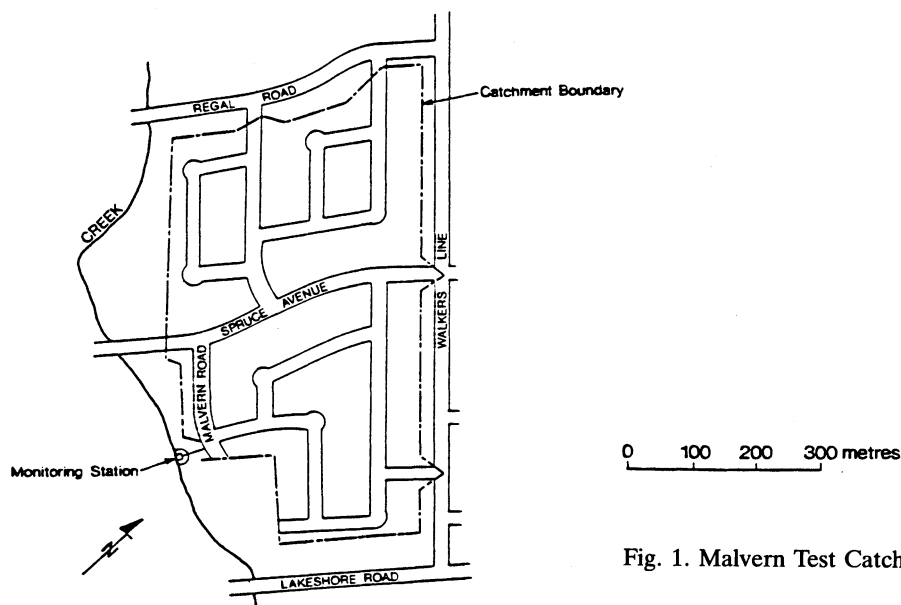 REGAL ROAD
Catchment Boundary
CREEK
LINE
SPRUCE AVENUE
WALKERS
MALVERN ROAD
0 100 200 300 metres
Monitoring Station
N
Fig. 1. Malvern Test Catch
LAKESHORE ROAD